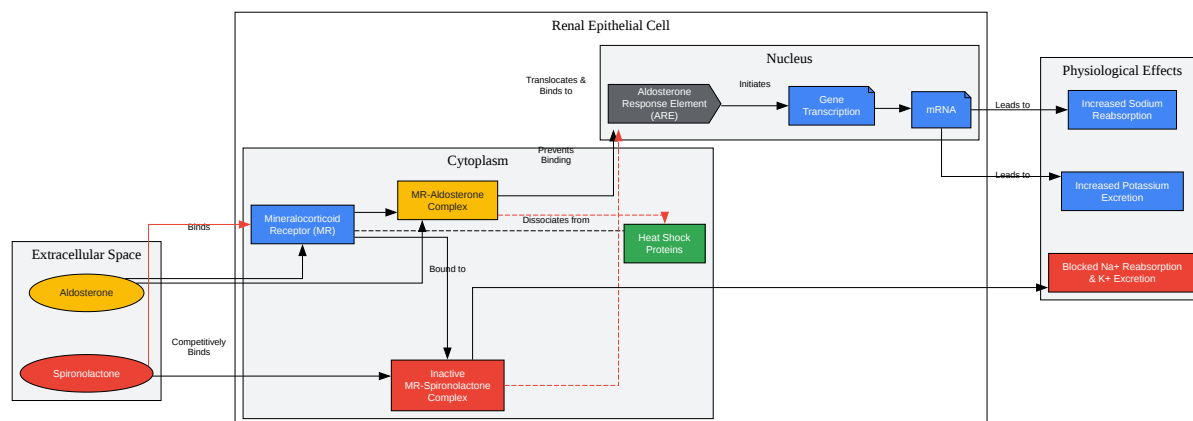 Renal Epithelial Cell
Nucleus
Translocates &
Binds to
Aldosterone
Response Element
(ARE)
Initiates
Gene
Transcription
mRNA
Leads to
Leads to
Physiological Effects
Increased Sodium
Reabsorption
Increased Potassium
Excretion
Blocked Na+ Reabsorption
& K+ Excretion
Cytoplasm
Prevents
Binding
MR-Aldosterone
Complex
Mineralocorticoid
Receptor (MR)
Dissociates from
Heat Shock
Proteins
Binds
Bound to
Extracellular Space
Aldosterone
Spironolactone
Competitively
Binds
Inactive
MR-Spironolactone
Complex